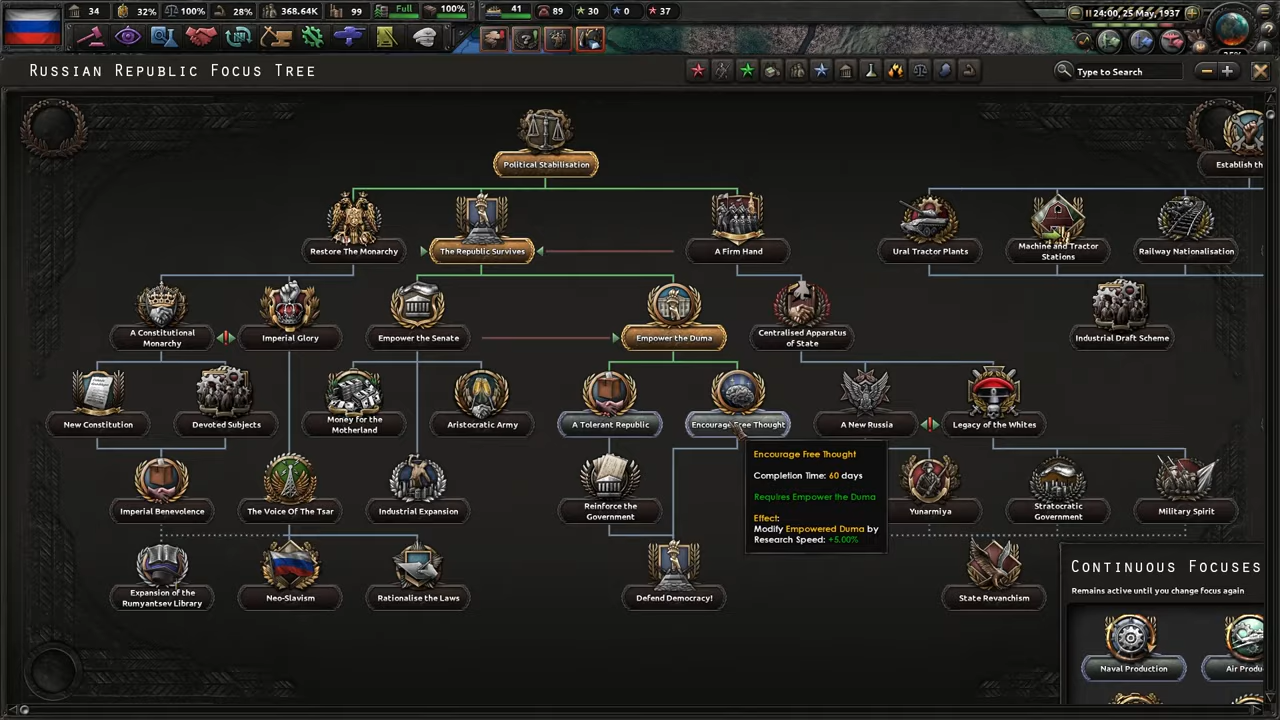 34 32% 100% 28% 368.64K 99 Full 100% 41 89 30 0 37
24:00, 25 May, 1937
Russian Republic Focus Tree
Type to Search
Political Stabilisation
Establish th
Restore The Monarchy
The Republic Survives
A Firm Hand
Ural Tractor Plants
Machine and Tractor
Stations
Railway Nationalisation
A Constitutional
Monarchy
Imperial Glory
Empower the Senate
Empower the Duma
Centralised Apparatus
of State
Industrial Draft Scheme
New Constitution
Devoted Subjects
Money for the
Motherland
Aristocratic Army
A Tolerant Republic
Encourage Free Thought
A New Russia
Legacy of the Whites
Encourage Free Thought
Completion Time: 60 days
Requires Empower the Duma
Effect:
Modify Empowered Duma by
Research Speed: +5.00%
Imperial Benevolence
The Voice Of The Tsar
Industrial Expansion
Reinforce the
Government
Yunarmiya
Stratocratic
Government
Military Spirit
Expansion of the
Rumyantsev Library
Neo-Slavism
Rationalise the Laws
Defend Democracy!
State Revanchism
Continuous Focuses
Remains active until you change focus again
Naval Production
Air Produ